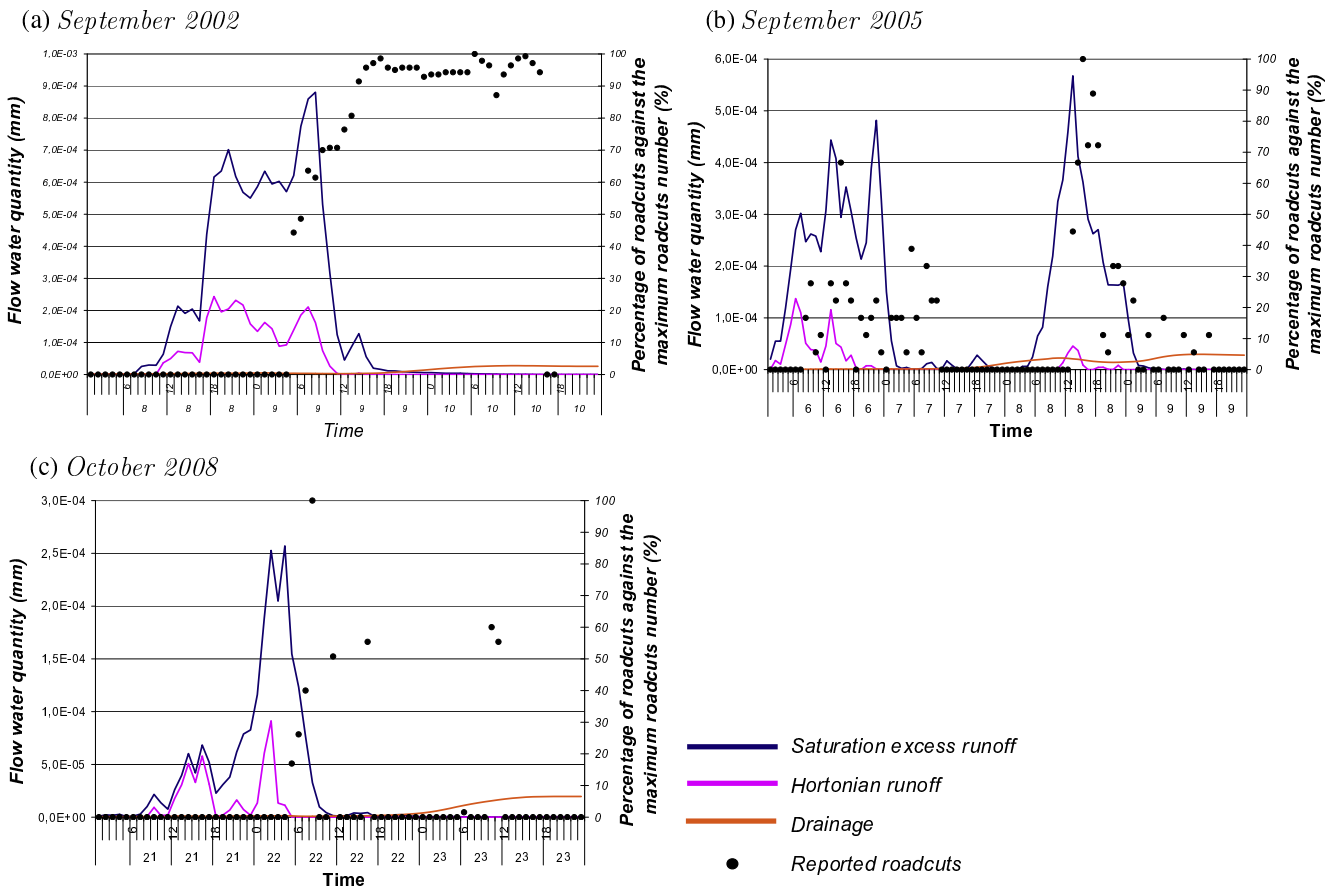 (a) September 2002
Flow water quantity (mm)
1,0E-03
9,0E-04
8,0E-04
7,0E-04
6,0E-04
5,0E-04
4,0E-04
3,0E-04
2,0E-04
1,0E-04
0,0E+00
100
90
80
70
60
50
40
30
20
10
0
Percentage of roadcuts against the
maximum roadcuts number (%)
6 12 18 0 6 12 18 0 6 12 18
8 8 8 9 9 9 9 10 10 10 10
Time
(b) September 2005
Flow water quantity (mm)
6,0E-04
5,0E-04
4,0E-04
3,0E-04
2,0E-04
1,0E-04
0,0E+00
100
90
80
70
60
50
40
30
20
10
0
Percentage of roadcuts against the
maximum roadcuts number (%)
6 12 18 0 6 12 18 0 6 12 18 0 6 12 18
6 6 6 7 7 7 7 8 8 8 8 9 9 9 9
Time
(c) October 2008
Flow water quantity (mm)
3,0E-04
2,5E-04
2,0E-04
1,5E-04
1,0E-04
5,0E-05
0,0E+00
100
90
80
70
60
50
40
30
20
10
0
Percentage of roadcuts against the
maximum roadcuts number (%)
6 12 18 0 6 12 18 0 6 12 18
21 21 21 22 22 22 22 23 23 23 23
Time
Saturation excess runoff
Hortonian runoff
Drainage
Reported roadcuts